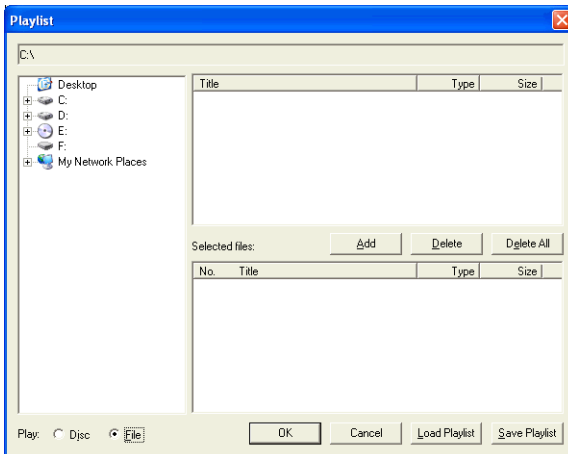 Playlist
C:\
Desktop
C:
D:
E:
F:
My Network Places
Title Type Size
Selected files: Add Delete Delete All
No. Title Type Size
Play: Disc File OK Cancel Load Playlist Save Playlist